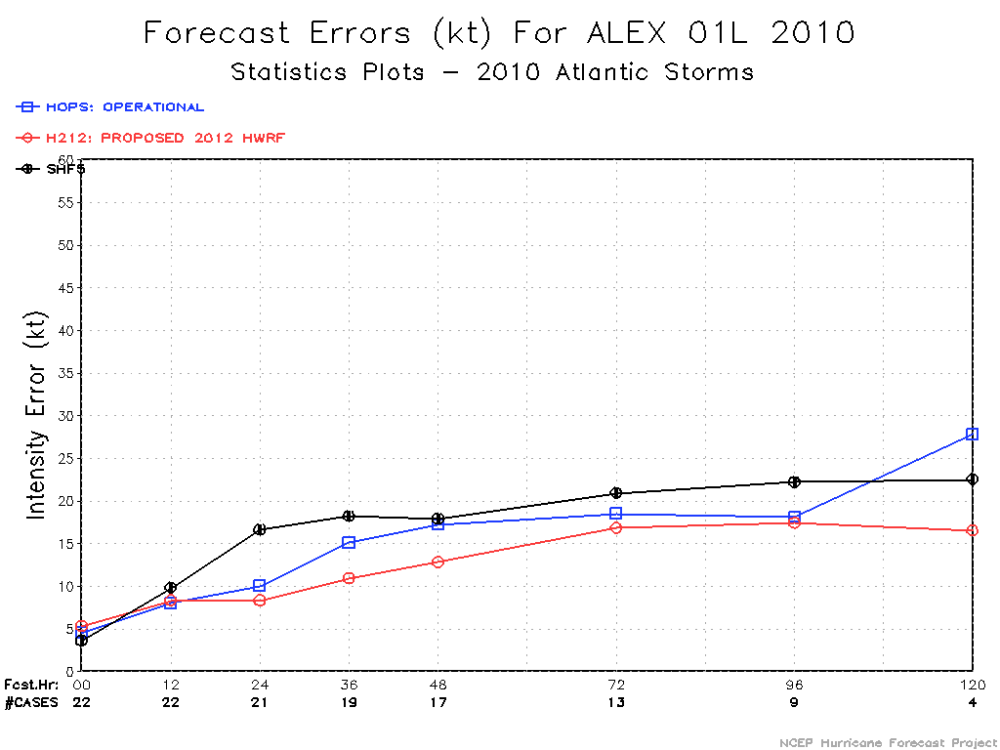 Forecast Errors (kt) For ALEX 01L 2010
Statistics Plots - 2010 Atlantic Storms
HOPS: OPERATIONAL
H212: PROPOSED 2012 HWRF
SHF5
60
55
50
45
40
35
30
25
20
15
10
5
0
Intensity Error (kt)
Fcst.Hr: 00 12 24 36 48 72 96 120
#CASES 22 22 21 19 17 13 9 4
NCEP Hurricane Forecast Project